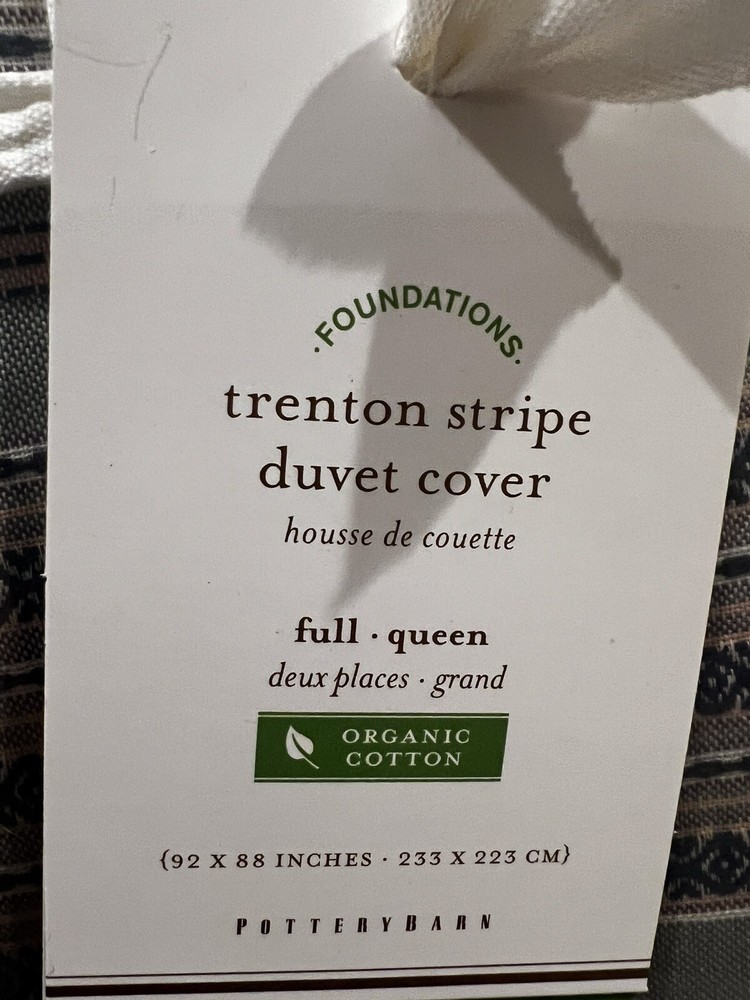 ·FOUNDATIONS·
trenton stripe
duvet cover
housse de couette
full · queen
deux places · grand
ORGANIC
COTTON
{92 X 88 INCHES · 233 X 223 CM}
POTTERYBARN